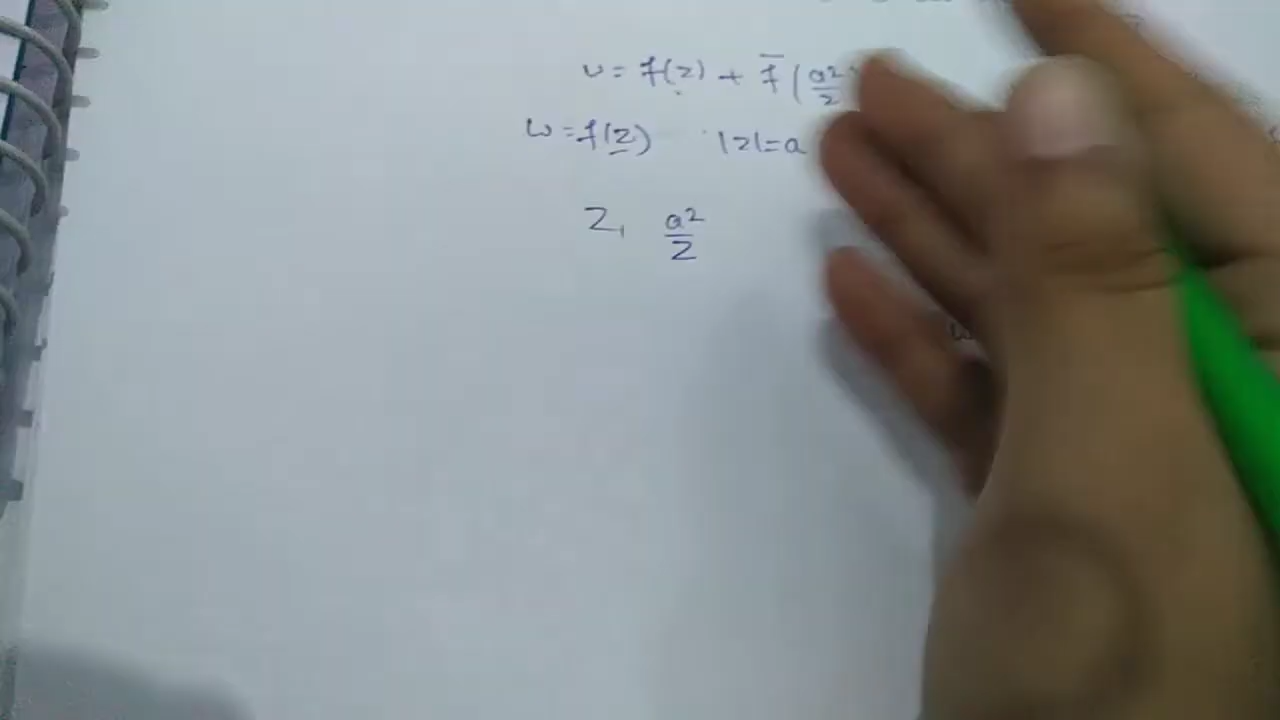 w = f(z) + f̅ (a²/z
w = f(z) |z|=a
z, a²/z